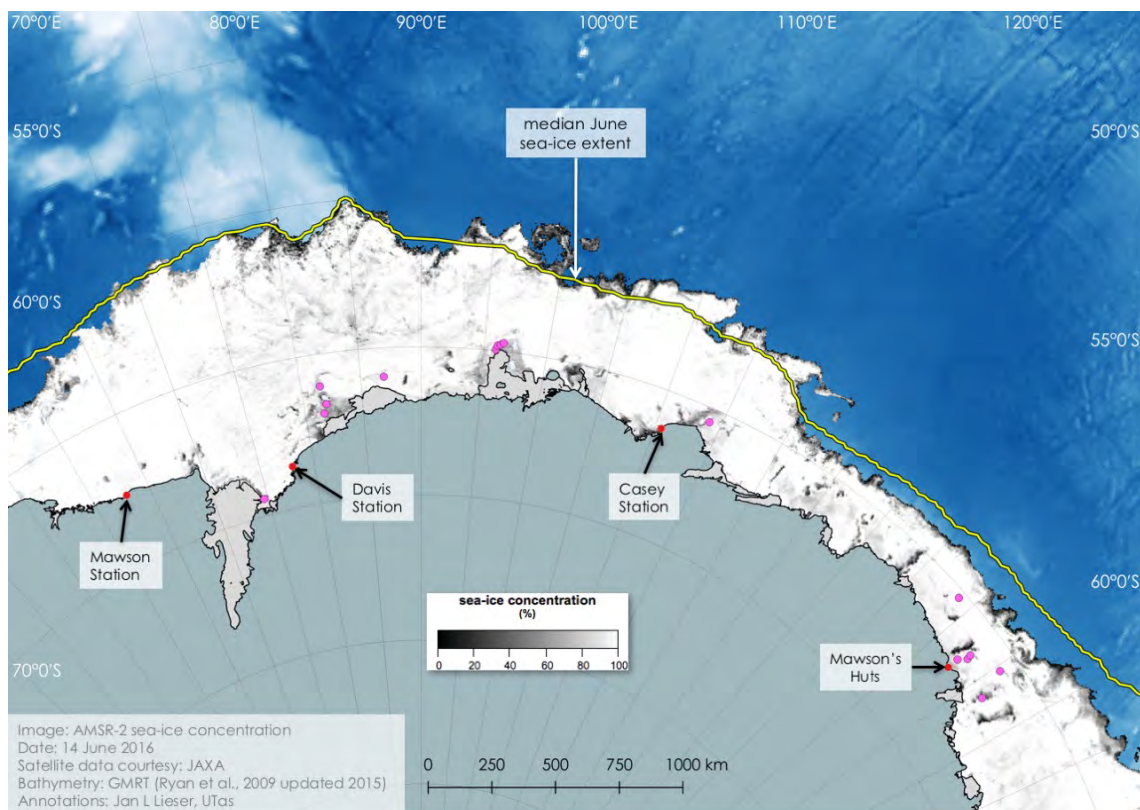 70°0'E
80°0'E
90°0'E
100°0'E
110°0'E
120°0'E
55°0'S
50°0'S
median June
sea-ice extent
60°0'S
55°0'S
Davis
Station
Casey
Station
Mawson
Station
60°0'S
sea-ice concentration
(%)
0 20 40 60 80 100
Mawson's
Huts
70°0'S
Image: AMSR-2 sea-ice concentration
Date: 14 June 2016
Satellite data courtesy: JAXA
Bathymetry: GMRT (Ryan et al., 2009 updated 2015)
Annotations: Jan L Lieser, UTas
0 250 500 750 1000 km